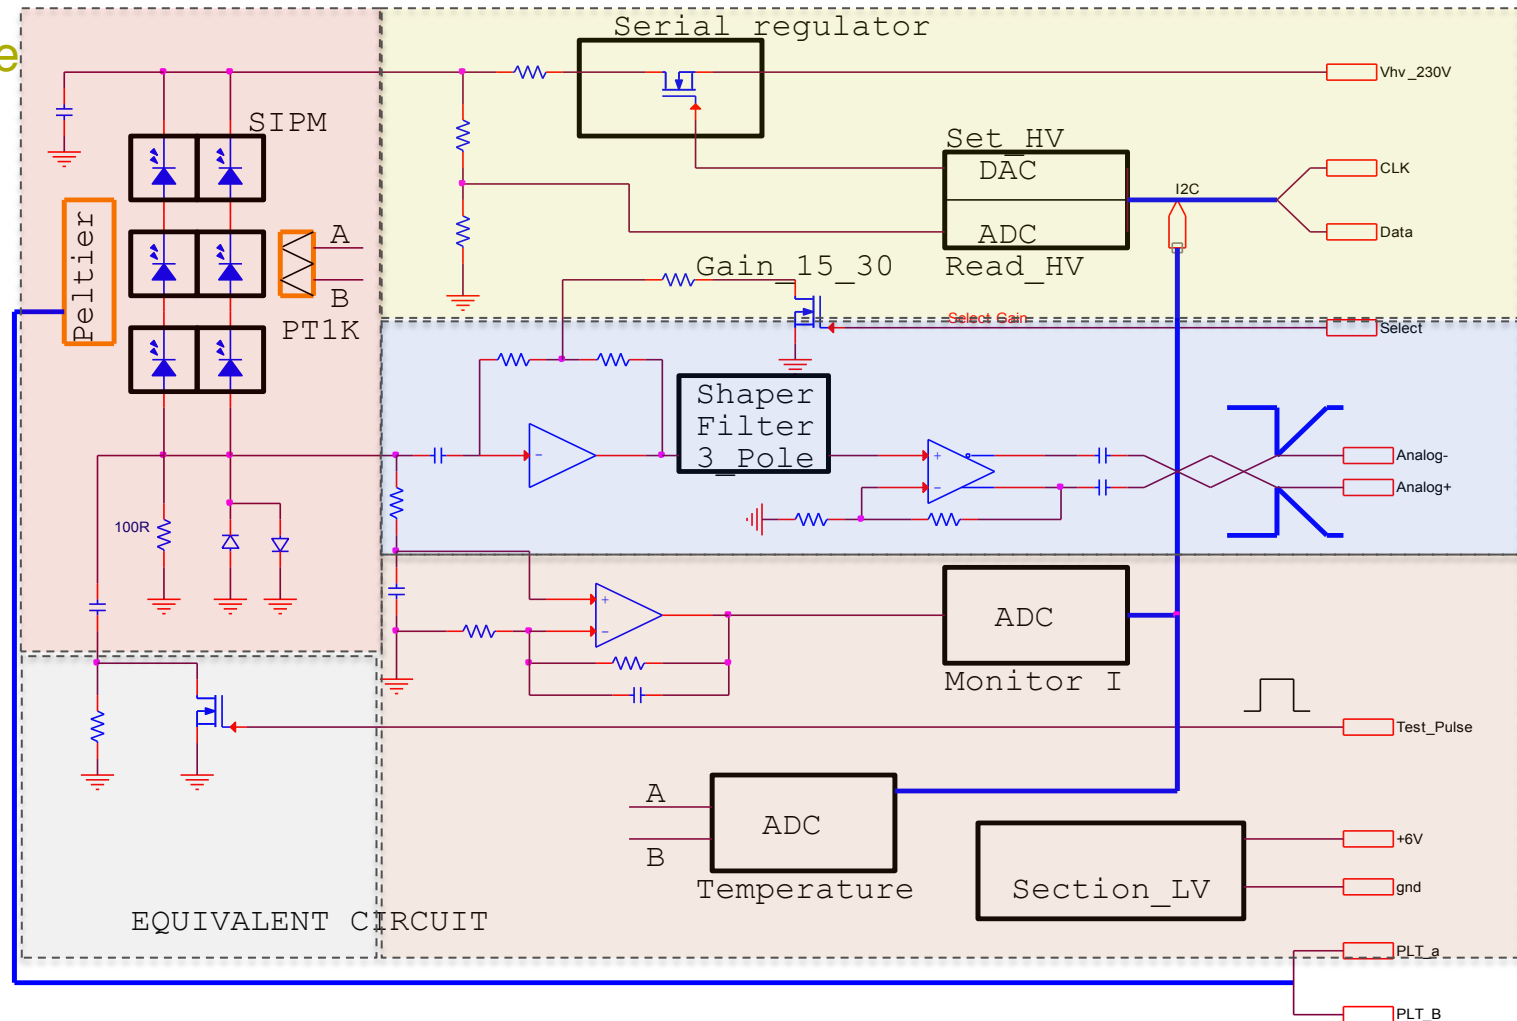 e
Serial regulator
Vhv_230V
SIPM
Set_HV
DAC
CLK
I2C
ADC
Data
Read_HV
Peltier
A
B
PT1K
Gain_15_30
Select Gain
Select
Shaper
Filter
3_Pole
+
-
-
Analog-
Analog+
100R
+
-
ADC
Monitor I
Test_Pulse
A
B
ADC
Temperature
Section_LV
+6V
gnd
EQUIVALENT CIRCUIT
PLT_a
PLT_B